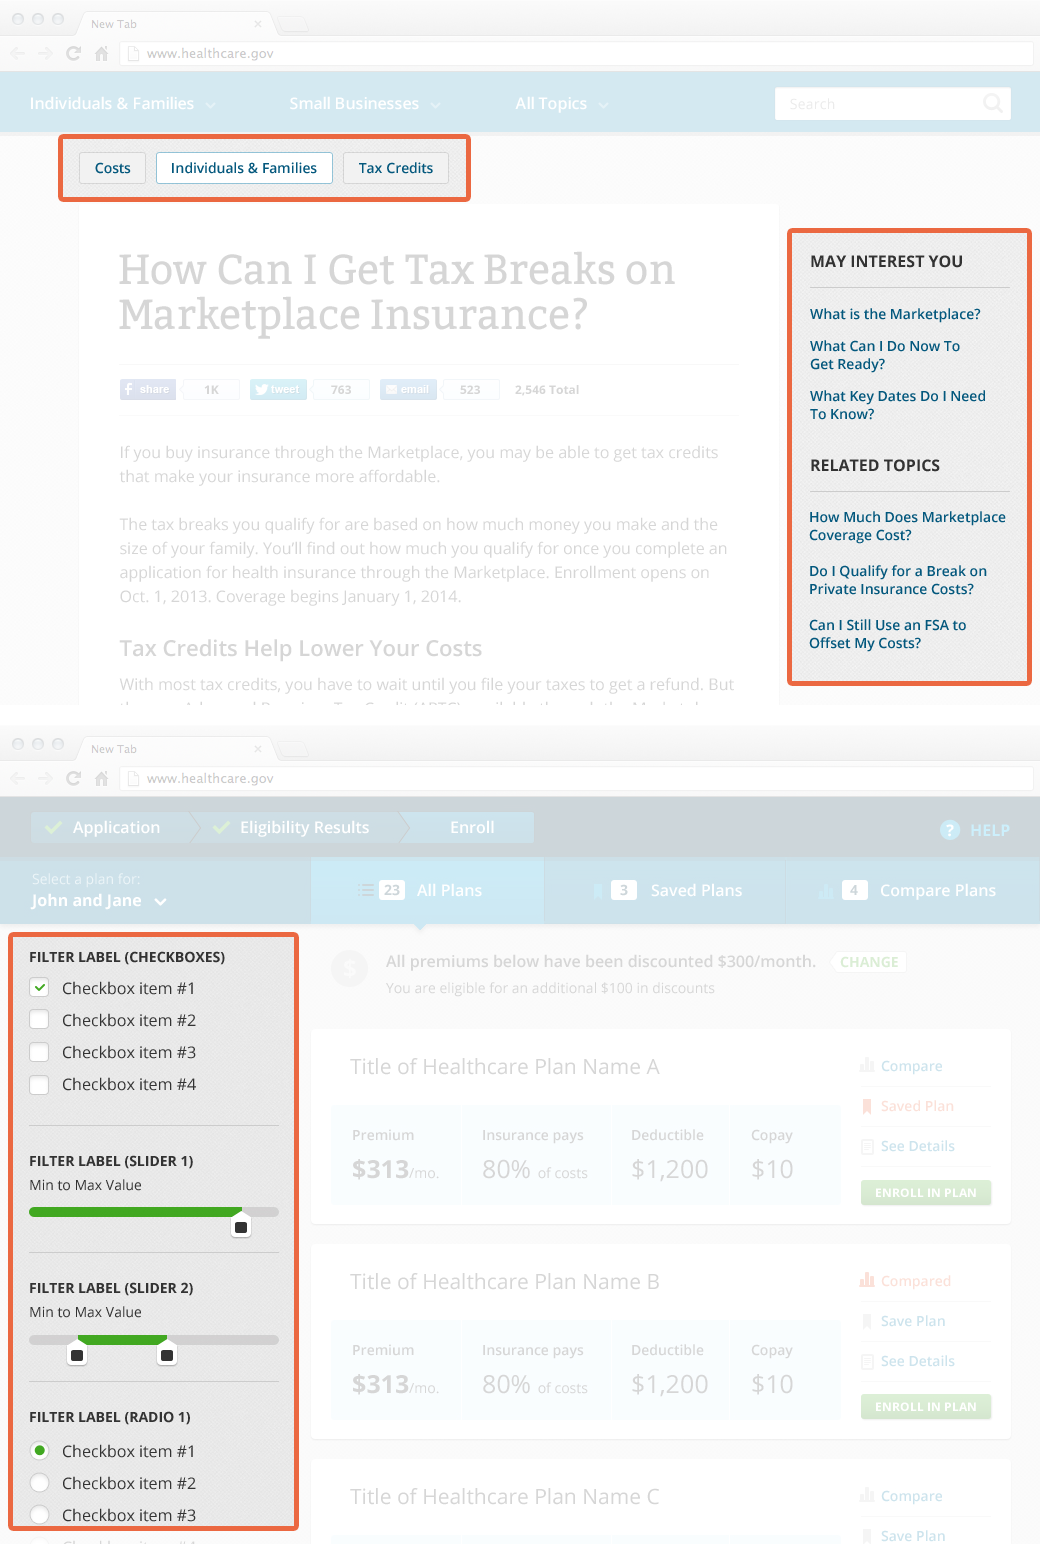 New Tab
www.healthcare.gov
Individuals & Families
Small Businesses
All Topics
Search
Costs
Individuals & Families
Tax Credits
How Can I Get Tax Breaks on
Marketplace Insurance?
share
1K
tweet
763
email
523
2,546 Total
If you buy insurance through the Marketplace, you may be able to get tax credits
that make your insurance more affordable.
The tax breaks you qualify for are based on how much money you make and the
size of your family. You'll find out how much you qualify for once you complete an
application for health insurance through the Marketplace. Enrollment opens on
Oct. 1, 2013. Coverage begins January 1, 2014.
Tax Credits Help Lower Your Costs
With most tax credits, you have to wait until you file your taxes to get a refund. But
MAY INTEREST YOU
What is the Marketplace?
What Can I Do Now To
Get Ready?
What Key Dates Do I Need
To Know?
RELATED TOPICS
How Much Does Marketplace
Coverage Cost?
Do I Qualify for a Break on
Private Insurance Costs?
Can I Still Use an FSA to
Offset My Costs?
New Tab
www.healthcare.gov
Application
Eligibility Results
Enroll
? HELP
Select a plan for:
John and Jane
23 All Plans
3 Saved Plans
4 Compare Plans
FILTER LABEL (CHECKBOXES)
Checkbox item #1
Checkbox item #2
Checkbox item #3
Checkbox item #4
FILTER LABEL (SLIDER 1)
Min to Max Value
FILTER LABEL (SLIDER 2)
Min to Max Value
FILTER LABEL (RADIO 1)
Checkbox item #1
Checkbox item #2
Checkbox item #3
$
All premiums below have been discounted $300/month.
CHANGE
You are eligible for an additional $100 in discounts
Title of Healthcare Plan Name A
Premium
$313/mo.
Insurance pays
80% of costs
Deductible
$1,200
Copay
$10
Compare
Saved Plan
See Details
ENROLL IN PLAN
Title of Healthcare Plan Name B
Premium
$313/mo.
Insurance pays
80% of costs
Deductible
$1,200
Copay
$10
Compared
Save Plan
See Details
ENROLL IN PLAN
Title of Healthcare Plan Name C
Compare
Save Plan